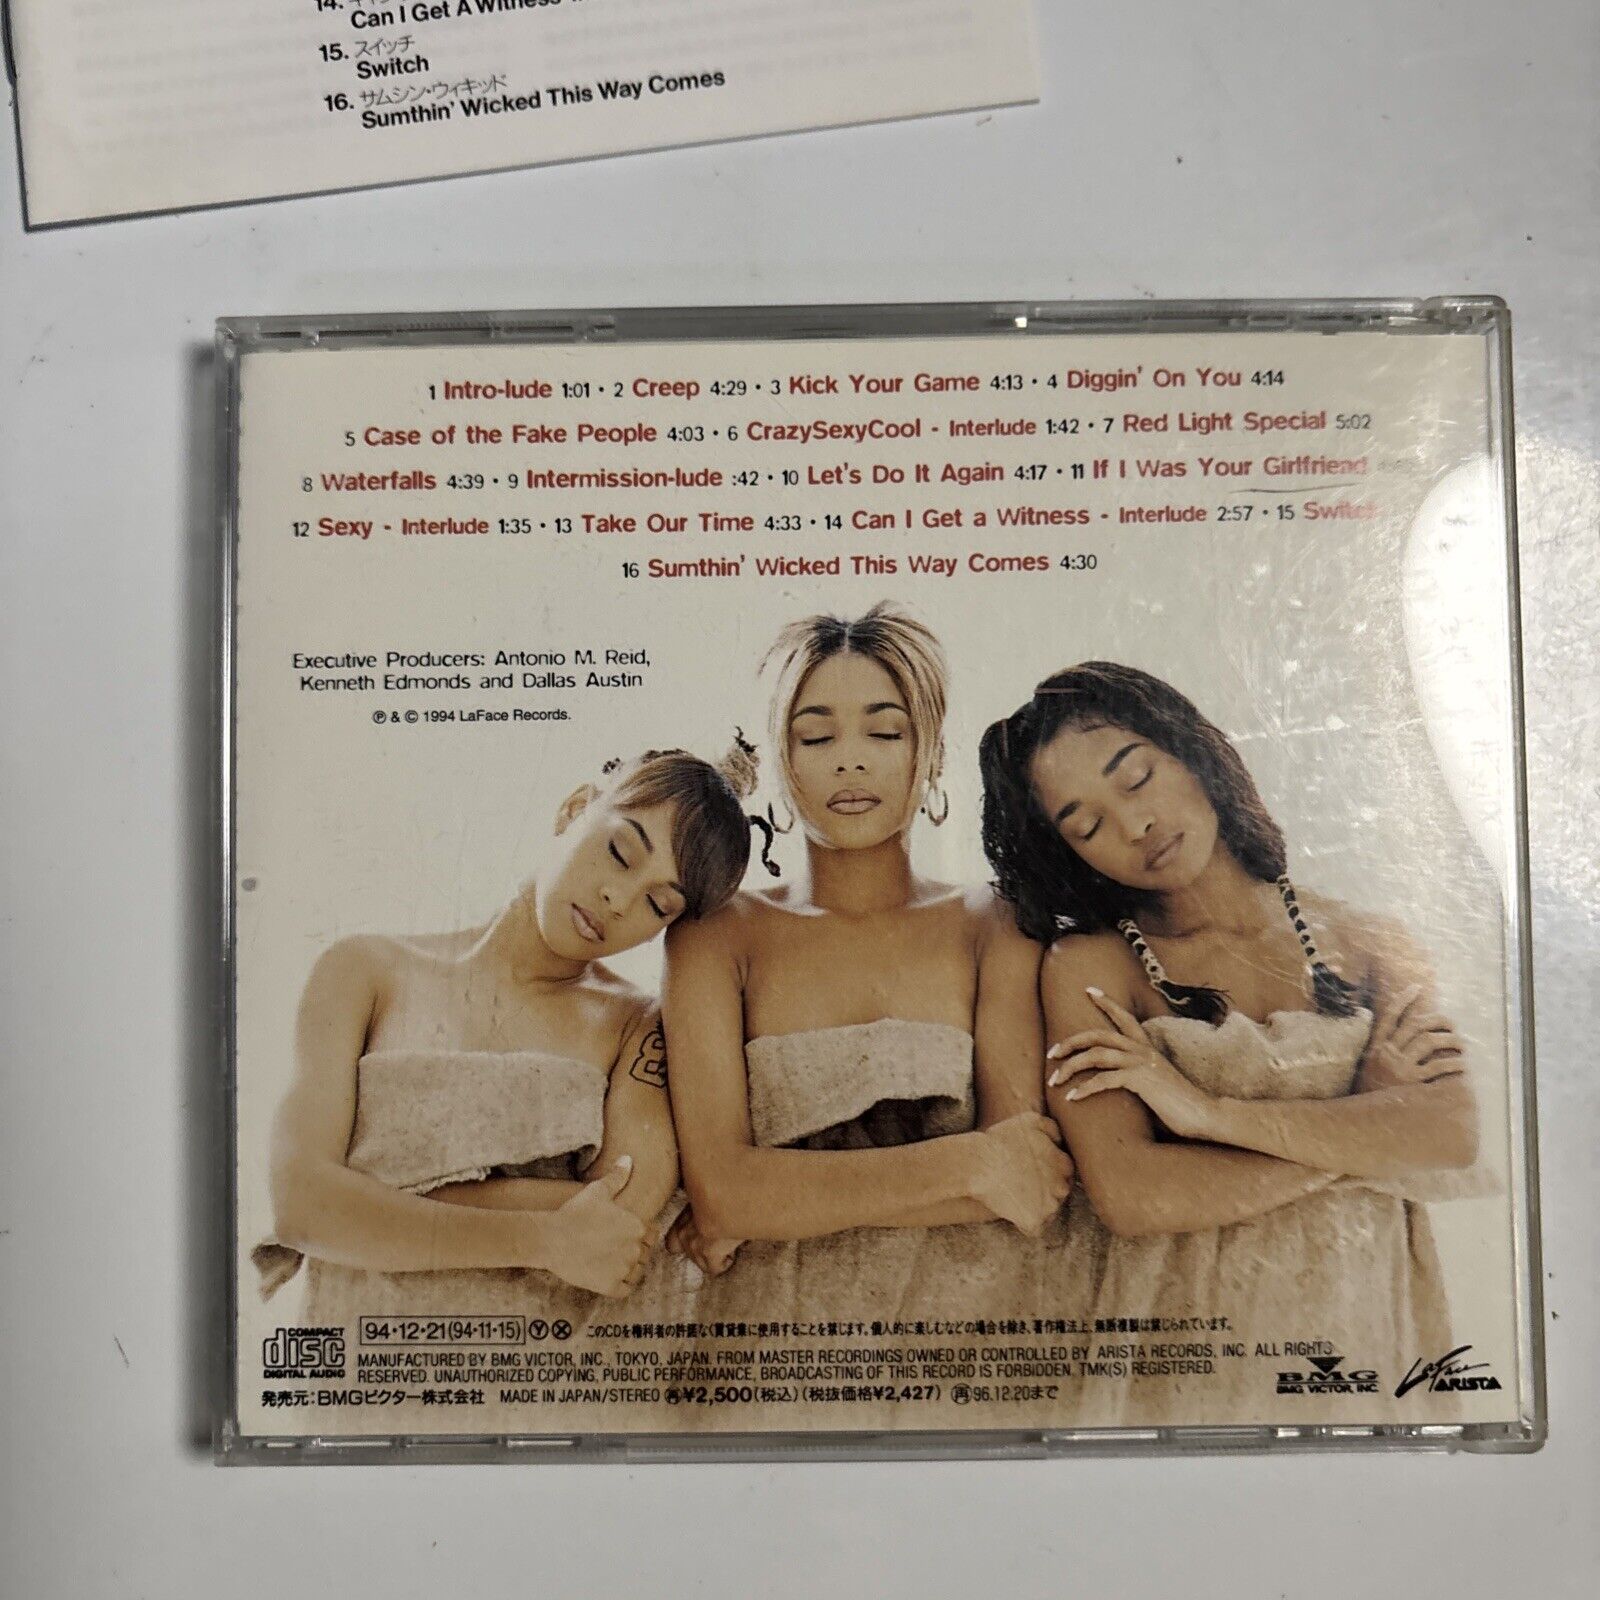 14.
Can I Get A Witness
15. スイッチ
Switch
16. サムシン・ウィキッド
Sumthin' Wicked This Way Comes
1 Intro-lude 1:01 · 2 Creep 4:29 · 3 Kick Your Game 4:13 · 4 Diggin' On You 4:14
5 Case of the Fake People 4:03 · 6 CrazySexyCool - Interlude 1:42 · 7 Red Light Special 5:02
8 Waterfalls 4:39 · 9 Intermission-lude :42 · 10 Let's Do It Again 4:17 · 11 If I Was Your Girlfriend
12 Sexy - Interlude 1:35 · 13 Take Our Time 4:33 · 14 Can I Get a Witness - Interlude 2:57 · 15 Switch
16 Sumthin' Wicked This Way Comes 4:30
Executive Producers: Antonio M. Reid,
Kenneth Edmonds and Dallas Austin
℗ & © 1994 LaFace Records.
COMPACT
disc
DIGITAL AUDIO
94·12·21(94·11·15) Ⓨ Ⓧ このCDを権利者の許諾なく賃貸業に使用することを禁じます。個人的に楽しむなどの場合を除き、著作権法上、無断複製は禁じられています。
MANUFACTURED BY BMG VICTOR, INC., TOKYO, JAPAN. FROM MASTER RECORDINGS OWNED OR CONTROLLED BY ARISTA RECORDS, INC. ALL RIGHTS
RESERVED. UNAUTHORIZED COPYING, PUBLIC PERFORMANCE, BROADCASTING OF THIS RECORD IS FORBIDDEN. TMK(S) REGISTERED.
発売元:BMGビクター株式会社 MADE IN JAPAN/STEREO ㊢¥2,500(税込)(税抜価格¥2,427) ㊢96.12.20まで
BMG
BMG VICTOR, INC.
LaFace
ARISTA